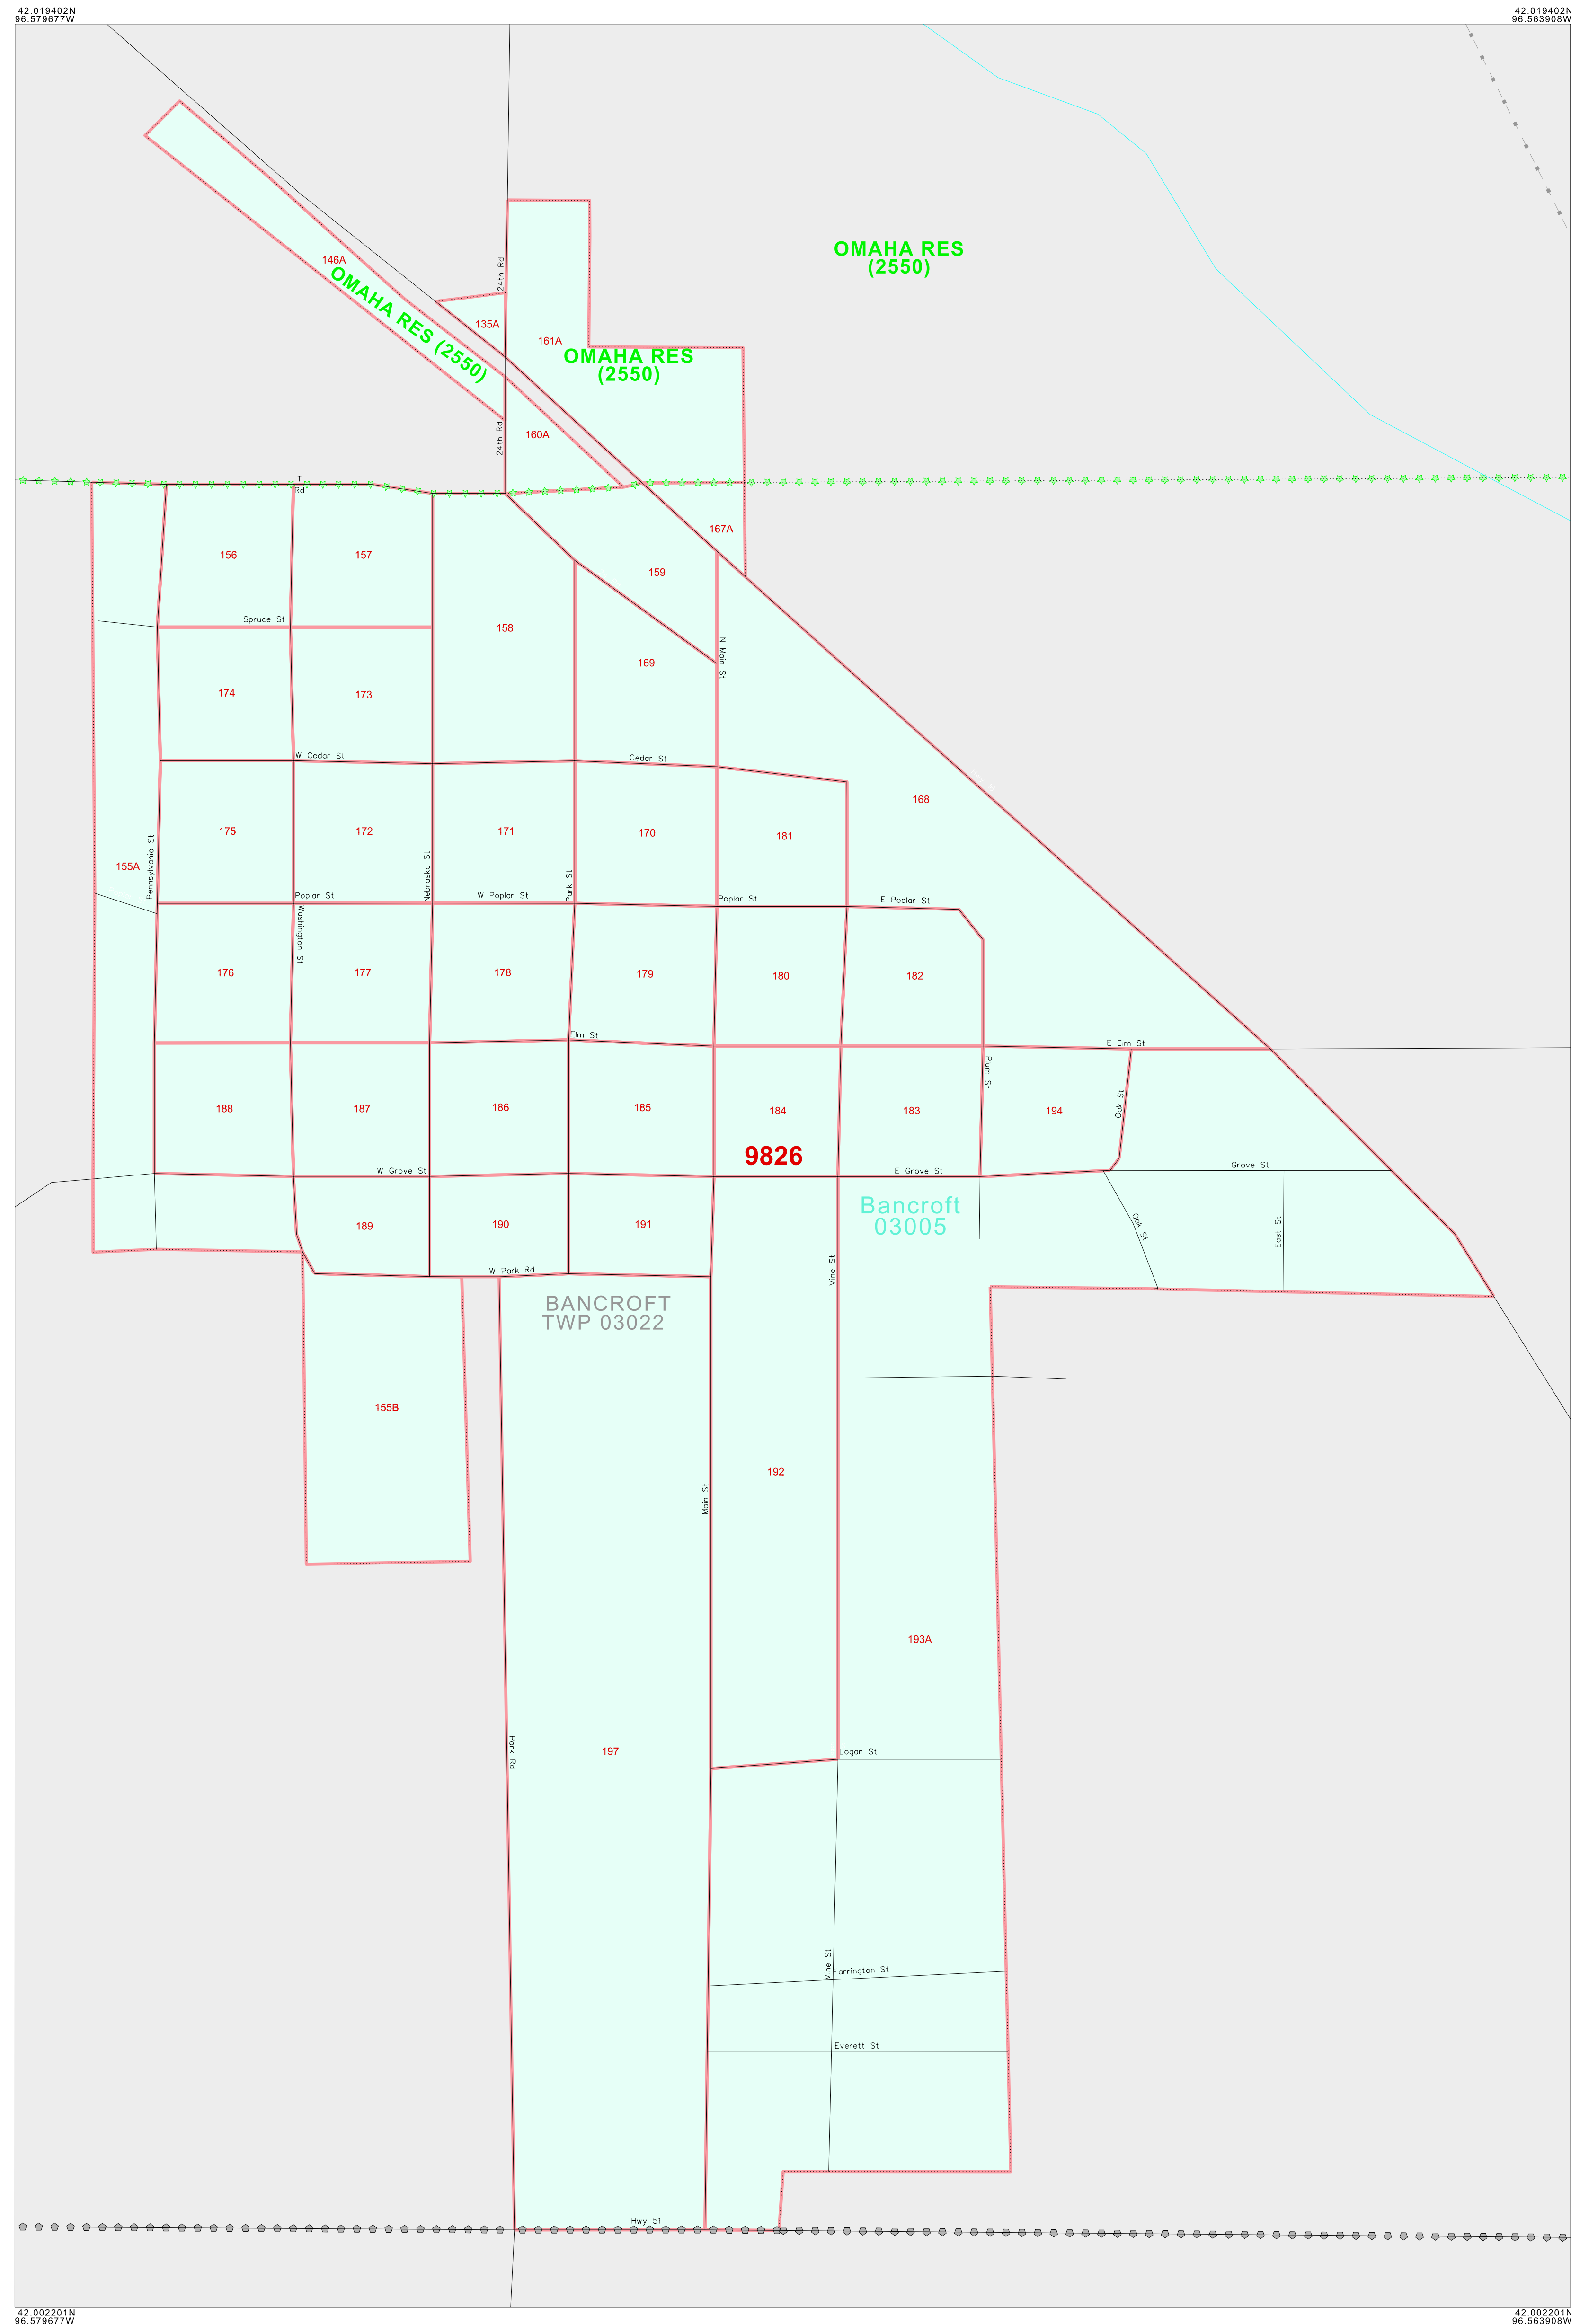 42.019402N
96.579677W
42.019402N
96.563908W
OMAHA RES
(2550)
146A
OMAHA RES (2550)
24th Rd
135A
161A
OMAHA RES
(2550)
24th Rd
160A
T
Rd
167A
156
157
159
Spruce St
158
N Main St
169
174
173
W Cedar St
Cedar St
168
175
172
171
170
181
155A
Pennsylvania St
Nebraska St
Park St
Poplar St
W Poplar St
Poplar St
E Poplar St
Washington St
176
177
178
179
180
182
Elm St
E Elm St
Plum St
Oak St
188
187
186
185
184
183
194
9826
W Grove St
E Grove St
Grove St
Bancroft
03005
189
190
191
Oak St
East St
Vine St
W Park Rd
BANCROFT
TWP 03022
155B
192
Main St
193A
Park Rd
197
Logan St
Vine St
Farrington St
Everett St
Hwy 51
42.002201N
96.579677W
42.002201N
96.563908W